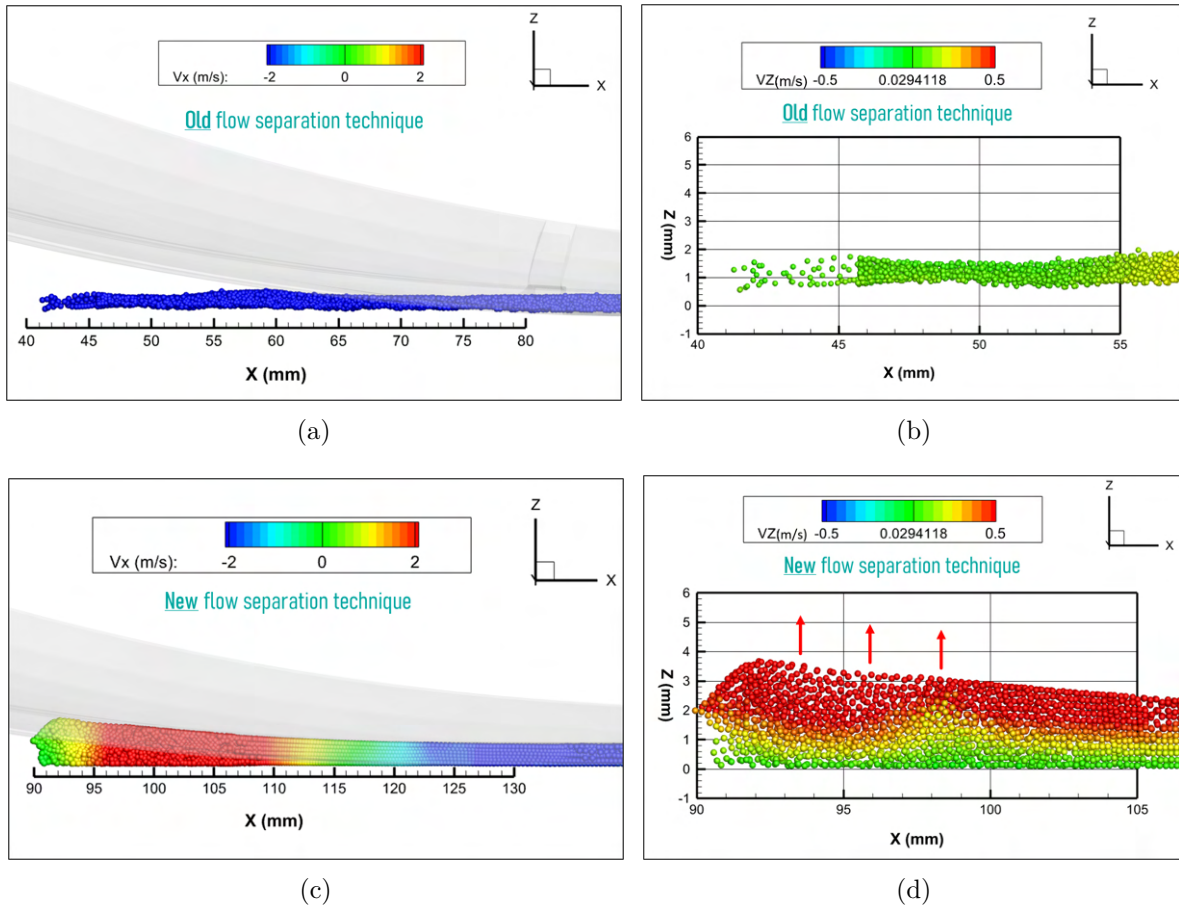 Z
X
Vx (m/s):
-2
0
2
Old flow separation technique
40 45 50 55 60 65 70 75 80
X (mm)
(a)
Z
X
VZ(m/s)
-0.5
0.0294118
0.5
Old flow separation technique
6
5
4
3
2
1
0
-1
Z (mm)
40 45 50 55
X (mm)
(b)
Z
X
Vx (m/s):
-2
0
2
New flow separation technique
90 95 100 105 110 115 120 125 130
X (mm)
(c)
Z
X
VZ(m/s)
-0.5
0.0294118
0.5
New flow separation technique
6
5
4
3
2
1
0
-1
Z (mm)
90 95 100 105
X (mm)
(d)